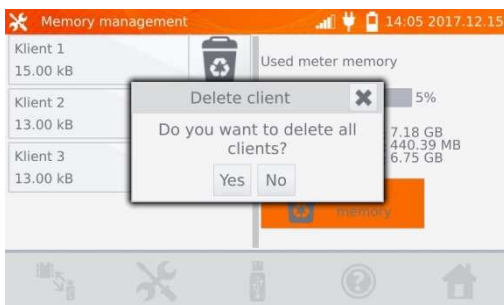 Memory management
14:05 2017.12.15
Klient 1
15.00 kB
Klient 2
13.00 kB
Klient 3
13.00 kB
Used meter memory
5%
7.18 GB
440.39 MB
6.75 GB
memory
Delete client
Do you want to delete all
clients?
Yes No